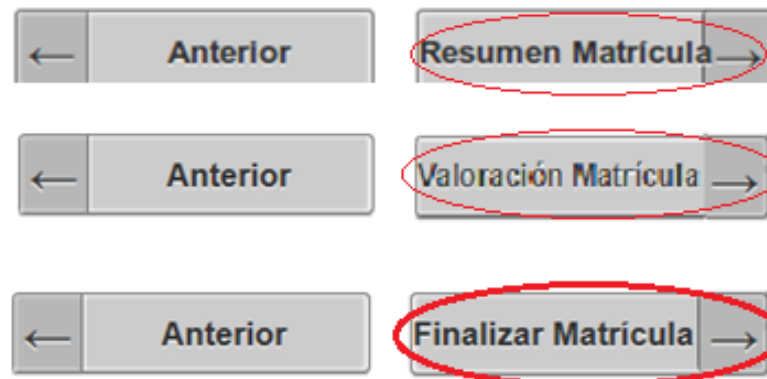 ← Anterior Resumen Matrícula →
← Anterior Valoración Matrícula →
← Anterior Finalizar Matrícula →